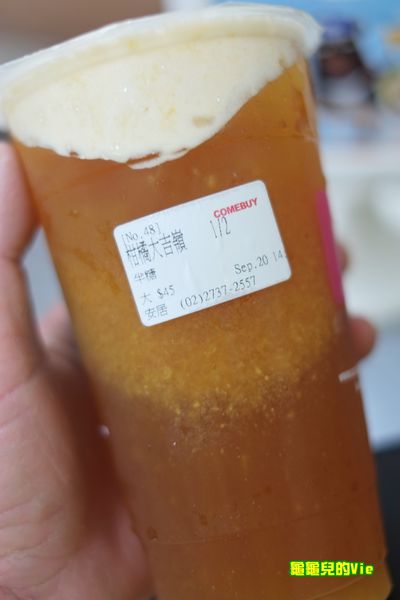 COMEBUY
[No.48] 1/2
柑橘大吉嶺
半糖 Sep.20 14
大 $45
安居 (02)2737-2557
龜龜兒的Vie